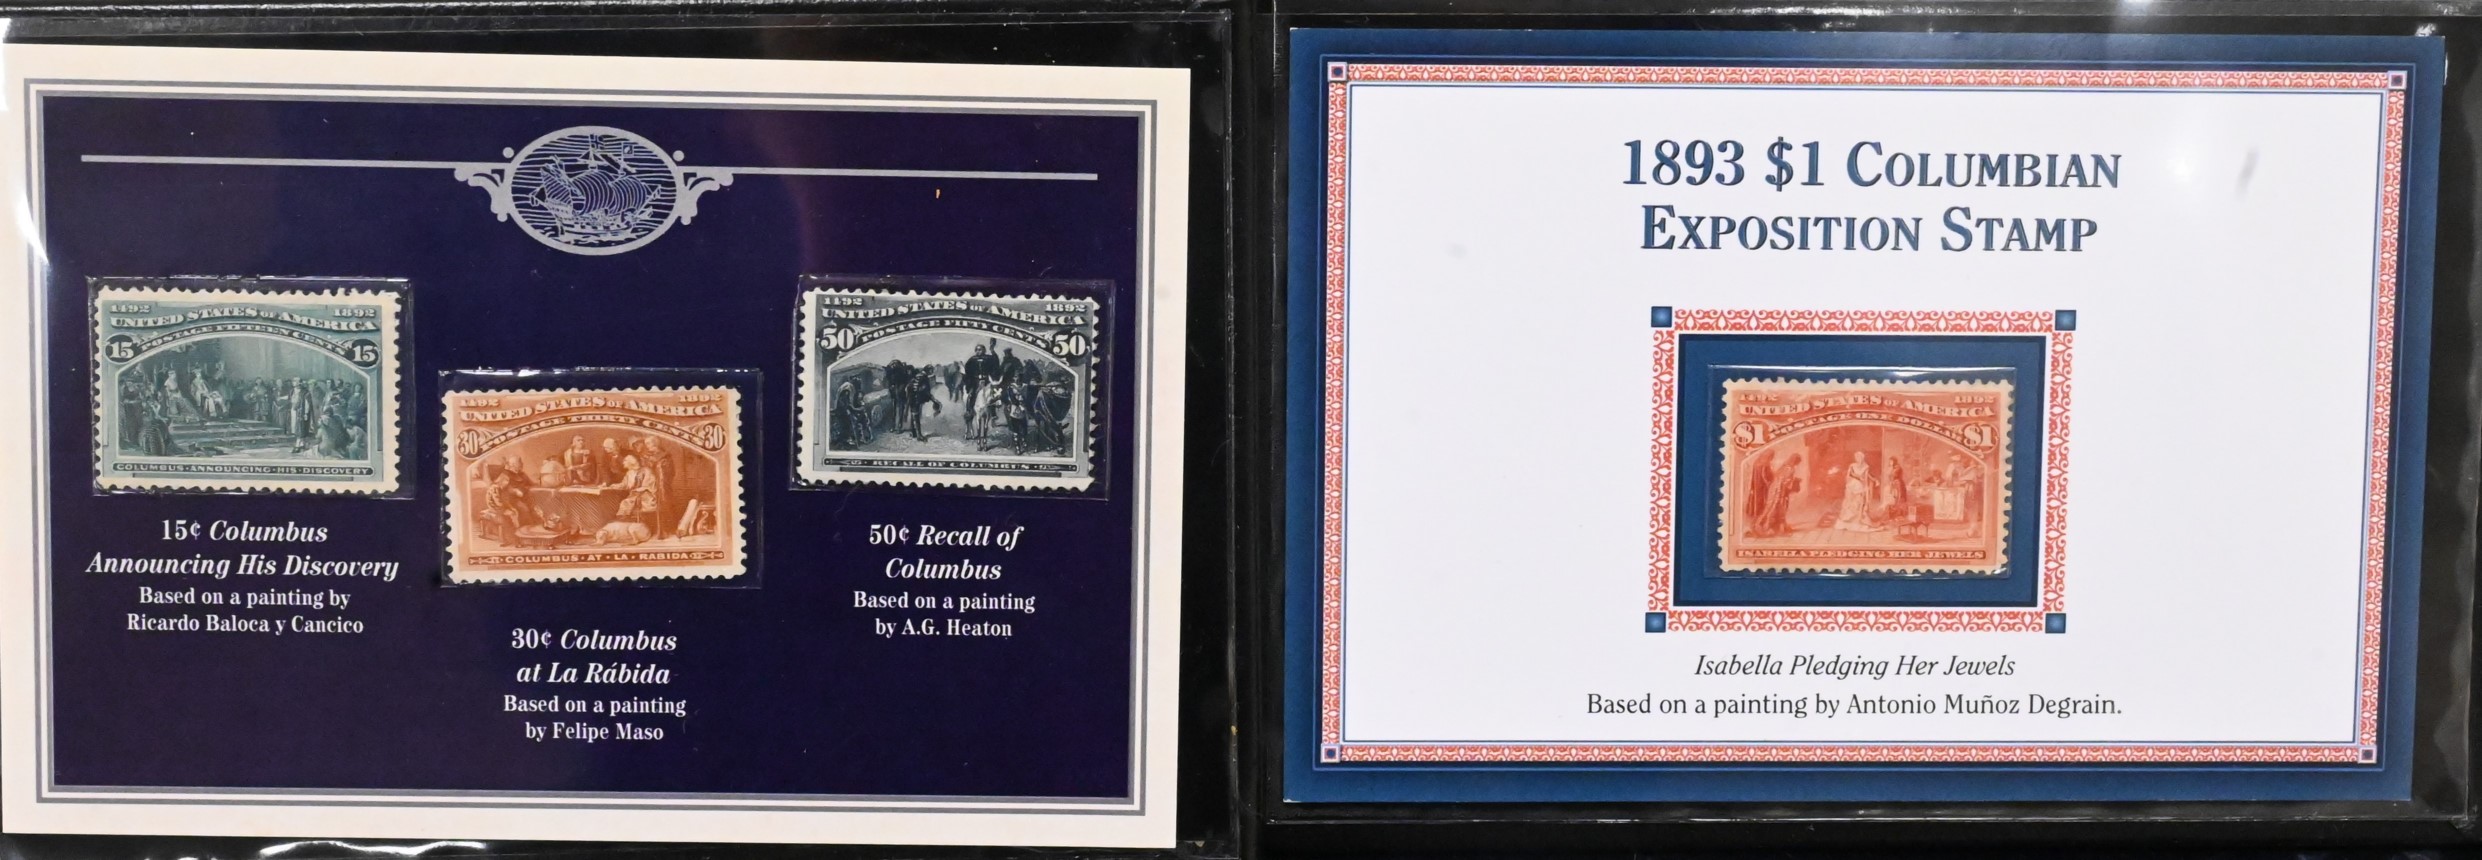 1492 1892
UNITED STATES OF AMERICA
POSTAGE FIFTEEN CENTS
15 15
COLUMBUS·ANNOUNCING·HIS·DISCOVERY
15¢ Columbus
Announcing His Discovery
Based on a painting by
Ricardo Baloca y Cancico
1492 1892
UNITED STATES OF AMERICA
POSTAGE THIRTY CENTS
30 30
COLUMBUS·AT·LA·RABIDA
30¢ Columbus
at La Rábida
Based on a painting
by Felipe Maso
1492 1892
UNITED STATES OF AMERICA
POSTAGE FIFTY CENTS
50 50
RECALL OF COLUMBUS
50¢ Recall of
Columbus
Based on a painting
by A.G. Heaton
1893 $1 COLUMBIAN
EXPOSITION STAMP
1492 1892
UNITED STATES OF AMERICA
POSTAGE ONE DOLLAR
$1 $1
ISABELLA PLEDGING HER JEWELS
Isabella Pledging Her Jewels
Based on a painting by Antonio Muñoz Degrain.